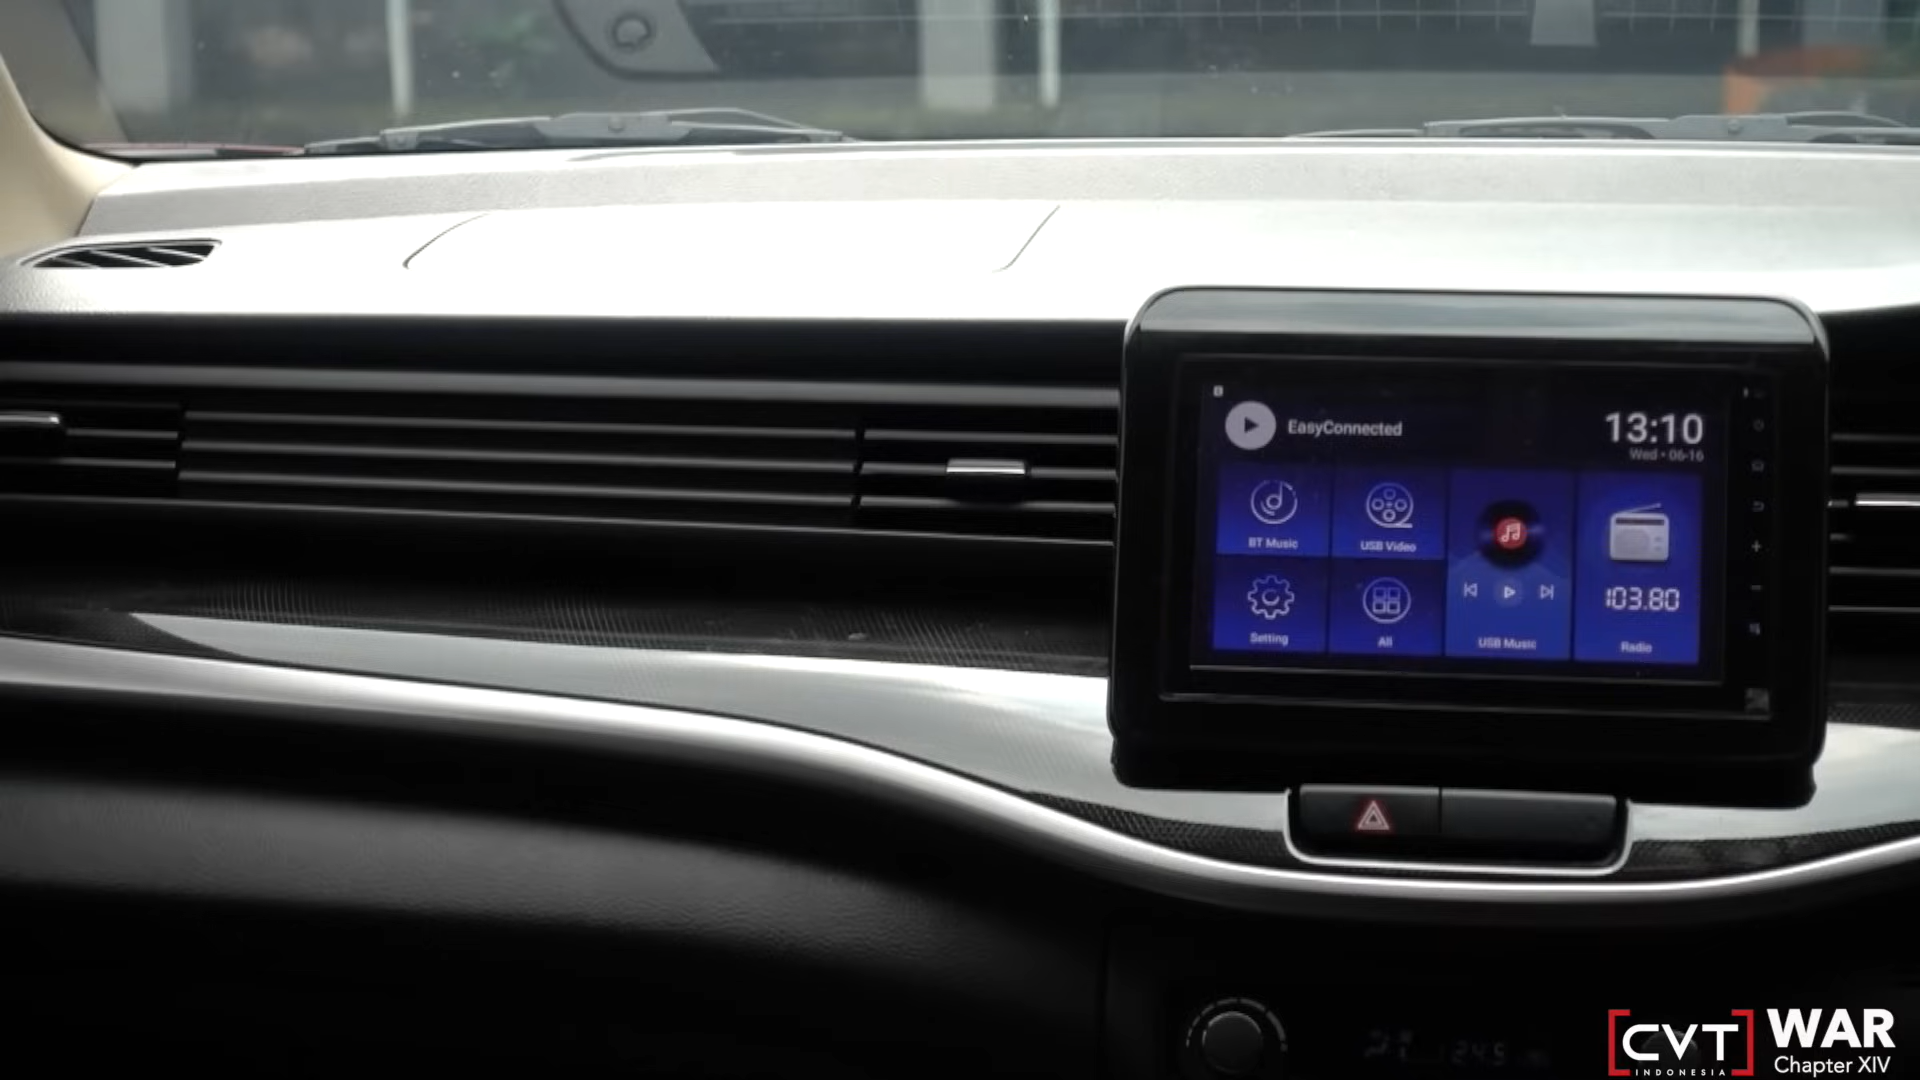 EasyConnected
13:10
Wed • 06-16
BT Music
USB Video
Setting
All
USB Music
103.80
Radio
CVT
INDONESIA
WAR
Chapter XIV